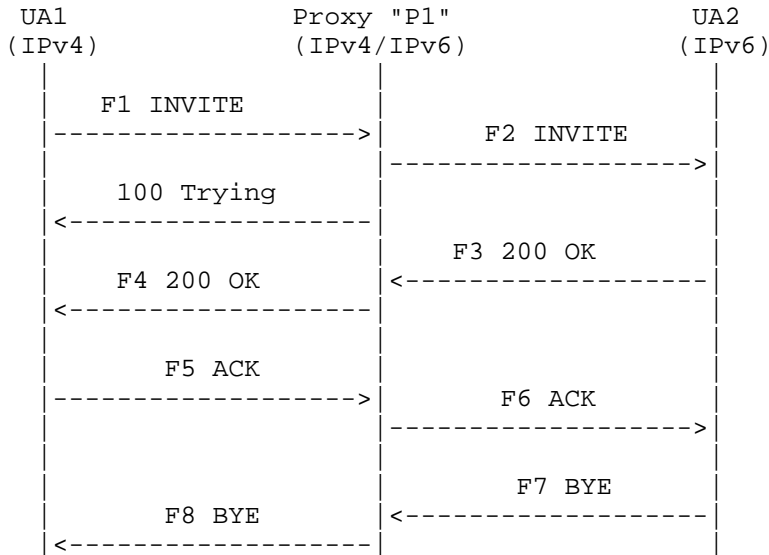 UA1 Proxy "P1" UA2
(IPv4) (IPv4/IPv6) (IPv6)
F1 INVITE
F2 INVITE
100 Trying
F3 200 OK
F4 200 OK
F5 ACK
F6 ACK
F7 BYE
F8 BYE